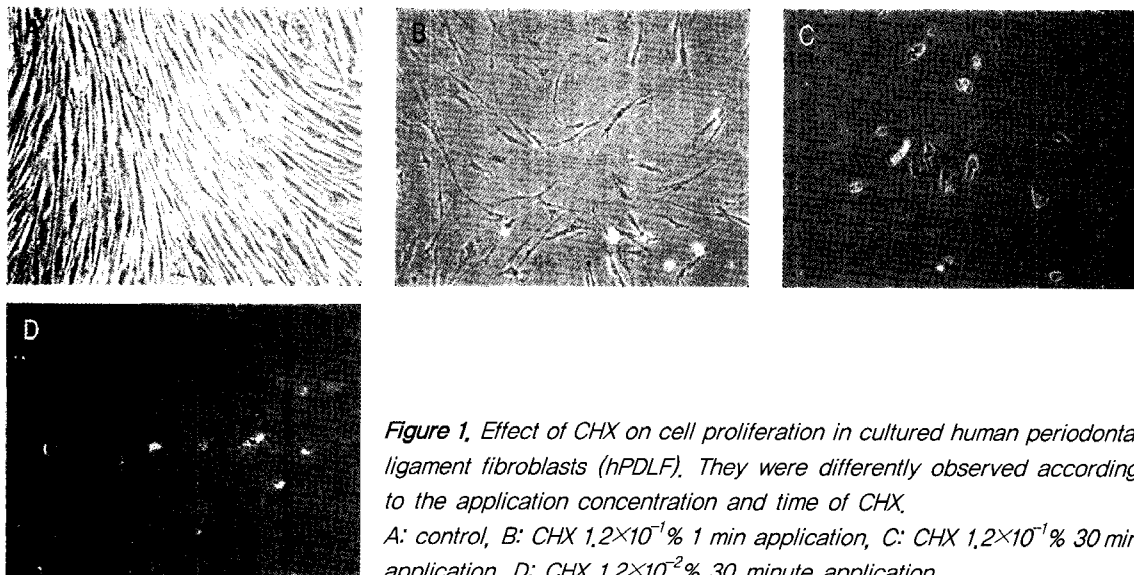 A
B
C
D
Figure 1. Effect of CHX on cell proliferation in cultured human periodontal
ligament fibroblasts (hPDLF). They were differently observed according
to the application concentration and time of CHX.
A: control, B: CHX 1.2×10⁻¹% 1 min application, C: CHX 1.2×10⁻¹% 30 min
application, D: CHX 1.2×10⁻²% 30 minute application